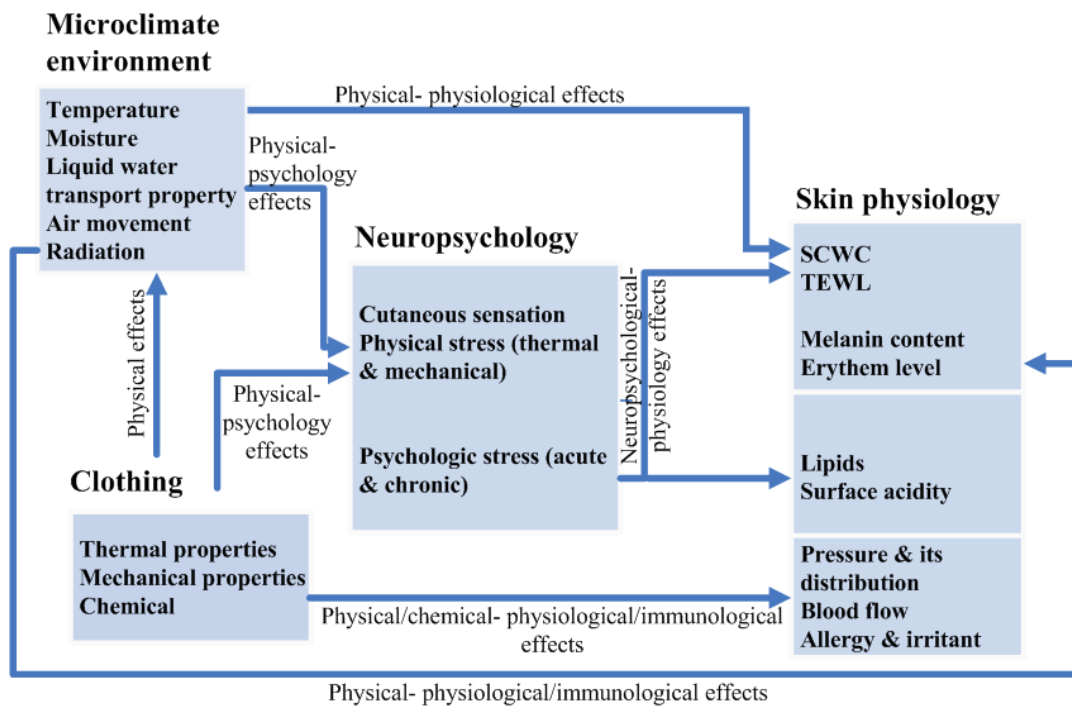 Microclimate
environment
Temperature
Moisture
Liquid water
transport property
Air movement
Radiation
Physical- physiological effects
Physical-
psychology
effects
Neuropsychology
Cutaneous sensation
Physical stress (thermal
& mechanical)
Psychologic stress (acute
& chronic)
Physical effects
Physical-
psychology
effects
Neuropsychological-
physiology effects
Skin physiology
SCWC
TEWL
Melanin content
Erythem level
Lipids
Surface acidity
Pressure & its
distribution
Blood flow
Allergy & irritant
Clothing
Thermal properties
Mechanical properties
Chemical
Physical/chemical- physiological/immunological
effects
Physical- physiological/immunological effects